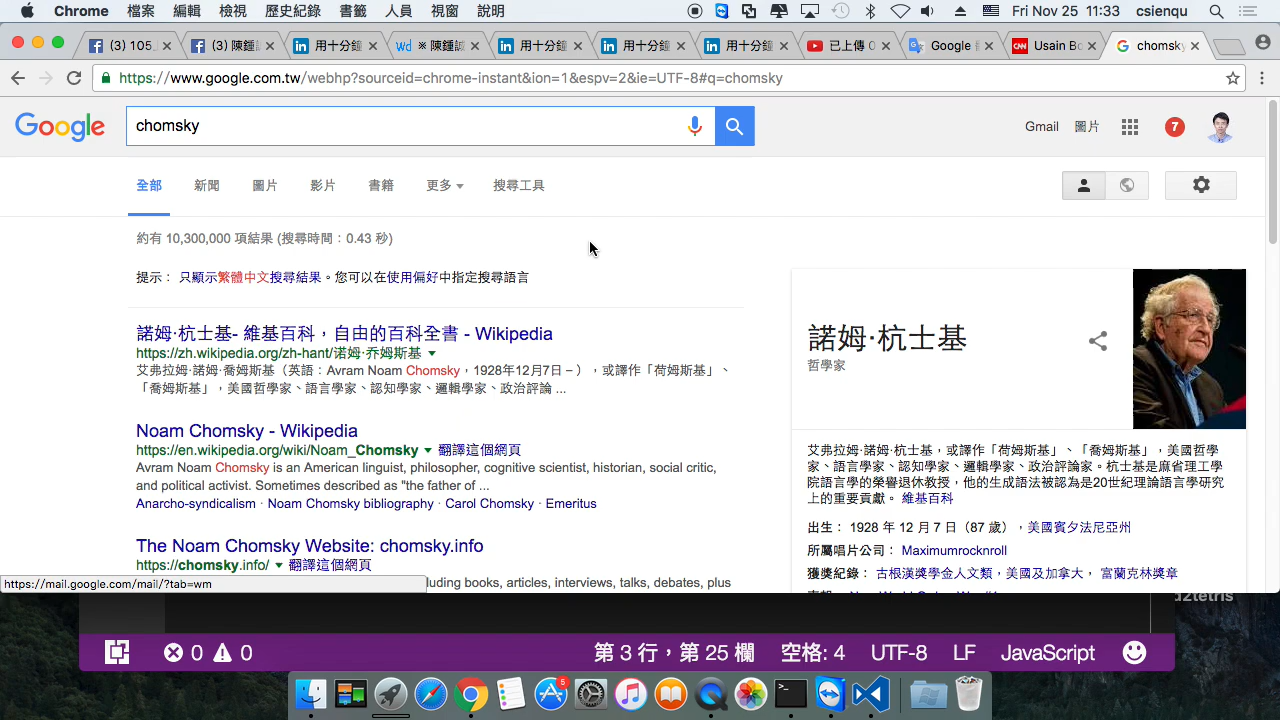 Chrome 檔案 編輯 檢視 歷史紀錄 書籤 人員 視窗 說明 Fri Nov 25 11:33 csienqu
(3) 105 (3) 陳鍾誠 用十分鐘 陳鍾誠 用十分鐘 用十分鐘 用十分鐘 已上傳 Google Usain Bo chomsky
https://www.google.com.tw/webhp?sourceid=chrome-instant&ion=1&espv=2&ie=UTF-8#q=chomsky
Google chomsky Gmail 圖片 7
全部 新聞 圖片 影片 書籤 更多 搜尋工具
約有 10,300,000 項結果 (搜尋時間：0.43 秒)
提示： 只顯示繁體中文搜尋結果。您可以在使用偏好中指定搜尋語言
諾姆·杭士基- 維基百科，自由的百科全書 - Wikipedia
https://zh.wikipedia.org/zh-hant/诺姆·乔姆斯基
艾弗拉姆·諾姆·喬姆斯基（英語：Avram Noam Chomsky，1928年12月7日－），或譯作「荷姆斯基」、
「喬姆斯基」，美國哲學家、語言學家、認知學家、邏輯學家、政治評論 ...
Noam Chomsky - Wikipedia
https://en.wikipedia.org/wiki/Noam_Chomsky 翻譯這個網頁
Avram Noam Chomsky is an American linguist, philosopher, cognitive scientist, historian, social critic,
and political activist. Sometimes described as "the father of ...
Anarcho-syndicalism · Noam Chomsky bibliography · Carol Chomsky · Emeritus
The Noam Chomsky Website: chomsky.info
https://chomsky.info/ 翻譯這個網頁
luding books, articles, interviews, talks, debates, plus
https://mail.google.com/mail/?tab=wm
諾姆·杭士基
哲學家
艾弗拉姆·諾姆·杭士基，或譯作「荷姆斯基」、「喬姆斯基」，美國哲學
家、語言學家、認知學家、邏輯學家、政治評論家。杭士基是麻省理工學
院語言學的榮譽退休教授，他的生成語法被認為是20世紀理論語言學研究
上的重要貢獻。 維基百科
出生： 1928 年 12 月 7 日（87 歲），美國賓夕法尼亞州
所屬唱片公司： Maximumrocknroll
獲獎紀錄： 古根漢獎學金人文類，美國及加拿大， 富蘭克林獎章
0 0 第 3 行，第 25 欄 空格: 4 UTF-8 LF JavaScript
5